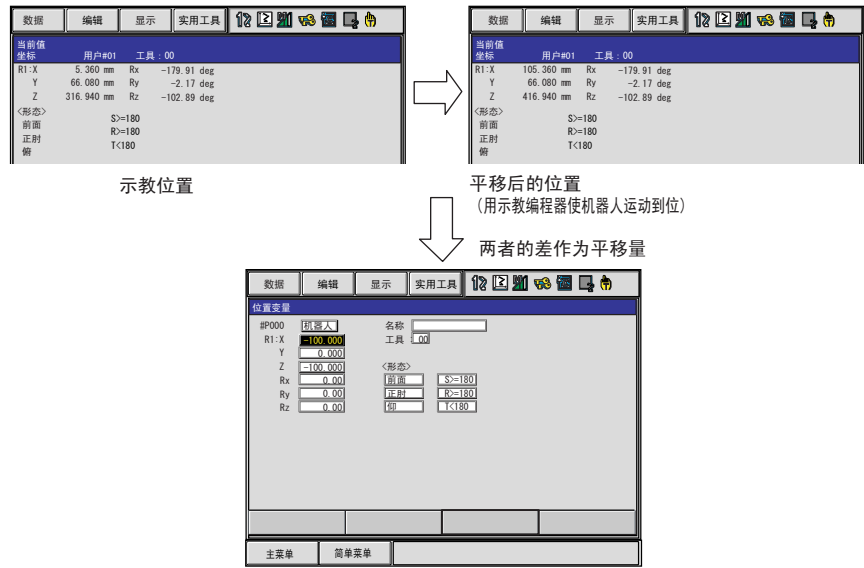 数据 编辑 显示 实用工具
当前值
坐标 用户#01 工具：00
R1:X 5.360 mm Rx -179.91 deg
Y 66.080 mm Ry -2.17 deg
Z 316.940 mm Rz -102.89 deg
<形态>
前面 S>=180
正肘 R>=180
俯 T<180
示教位置
数据 编辑 显示 实用工具
当前值
坐标 用户#01 工具：00
R1:X 105.360 mm Rx -179.91 deg
Y 66.080 mm Ry -2.17 deg
Z 416.940 mm Rz -102.89 deg
<形态>
前面 S>=180
正肘 R>=180
俯 T<180
平移后的位置
（用示教编程器使机器人运动到位）
两者的差作为平移量
数据 编辑 显示 实用工具
位置变量
#P000 机器人 名称
R1:X -100.000 工具：00
Y 0.000
Z -100.000 <形态>
Rx 0.00 前面 S>=180
Ry 0.00 正肘 R>=180
Rz 0.00 仰 T<180
主菜单 简单菜单